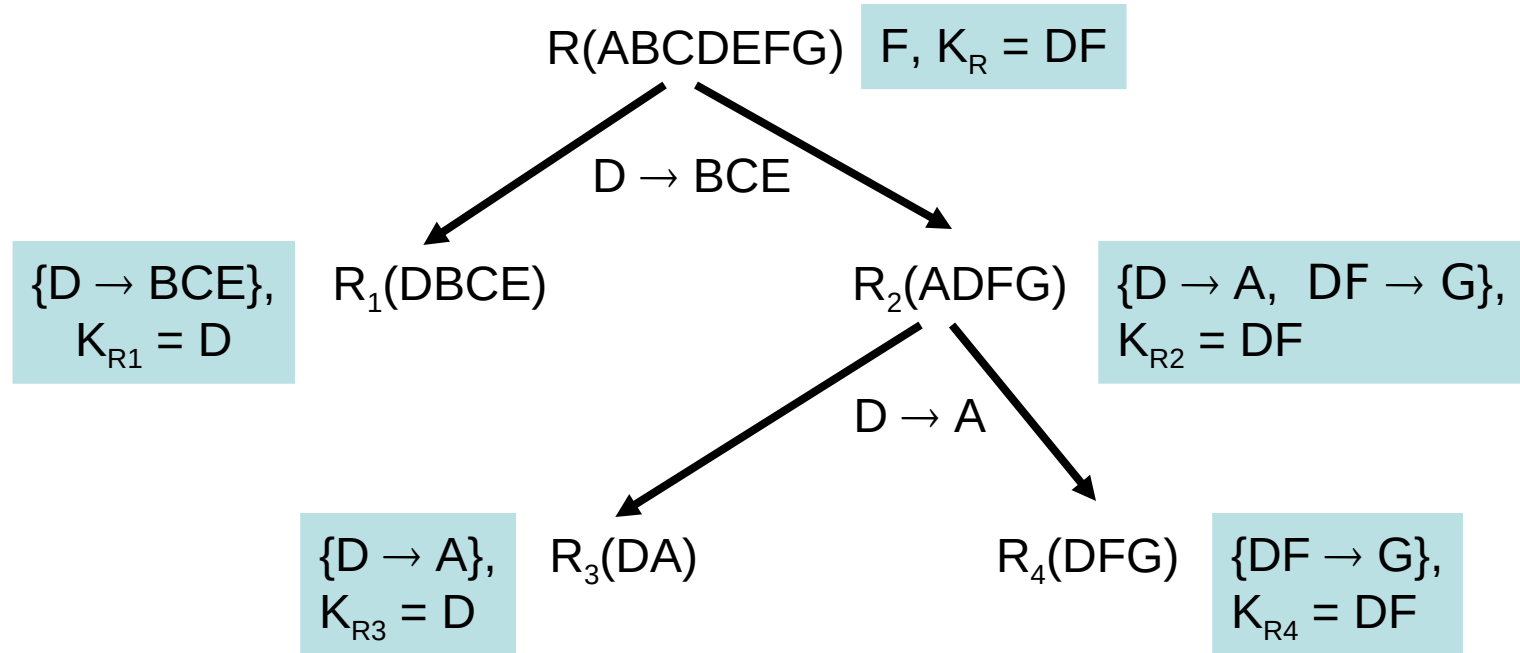 R(ABCDEFG) F, K_R = DF
D → BCE
{D → BCE}, R_1(DBCE) R_2(ADFG) {D → A, DF → G},
K_R1 = D K_R2 = DF
D → A
{D → A}, R_3(DA) R_4(DFG) {DF → G},
K_R3 = D K_R4 = DF